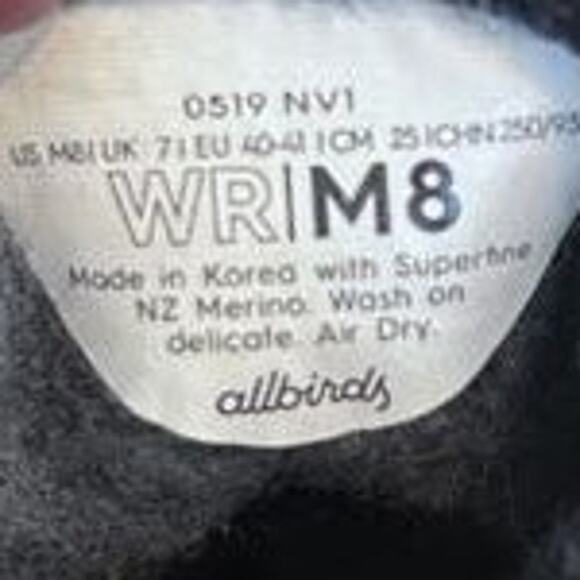 0519 NV1
US M8 | UK 7 | EU 40-41 | CM 25 | CHN 250/
WR|M8
Made in Korea with Superfine
NZ Merino. Wash on
delicate. Air Dry.
allbirds